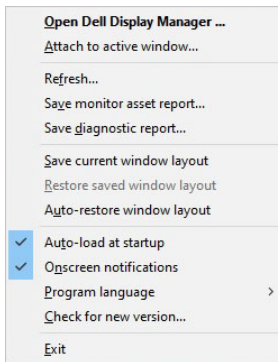 Open Dell Display Manager ...
Attach to active window...
Refresh...
Save monitor asset report...
Save diagnostic report...
Save current window layout
Restore saved window layout
Auto-restore window layout
Auto-load at startup
Onscreen notifications
Program language
Check for new version...
Exit